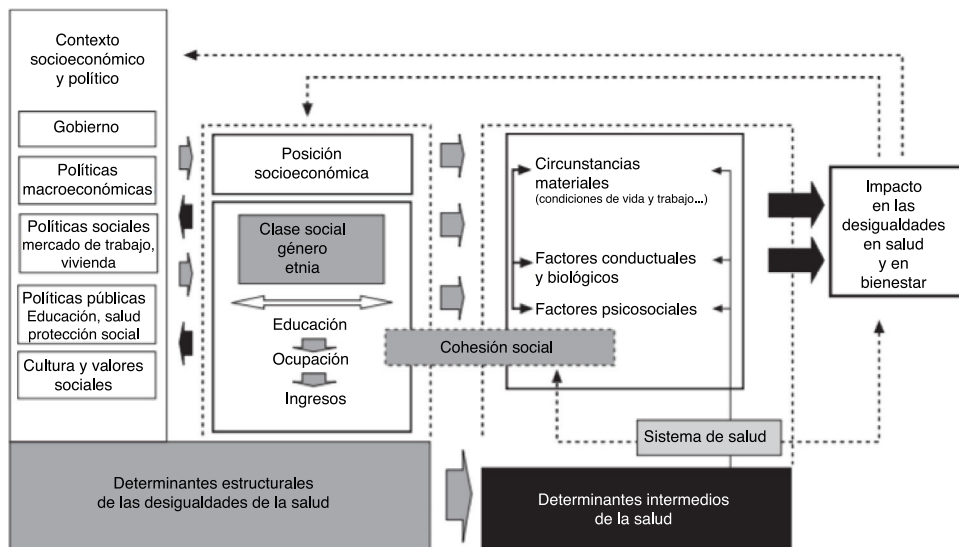 Contexto
socioeconómico
y político
Gobierno
Políticas
macroeconómicas
Políticas sociales
mercado de trabajo,
vivienda
Políticas públicas
Educación, salud
protección social
Cultura y valores
sociales
Posición
socioeconómica
Clase social
género
etnia
Educación
Ocupación
Ingresos
Cohesión social
Circunstancias
materiales
(condiciones de vida y trabajo...)
Factores conductuales
y biológicos
Factores psicosociales
Sistema de salud
Impacto
en las
desigualdades
en salud
y en
bienestar
Determinantes estructurales
de las desigualdades de la salud
Determinantes intermedios
de la salud